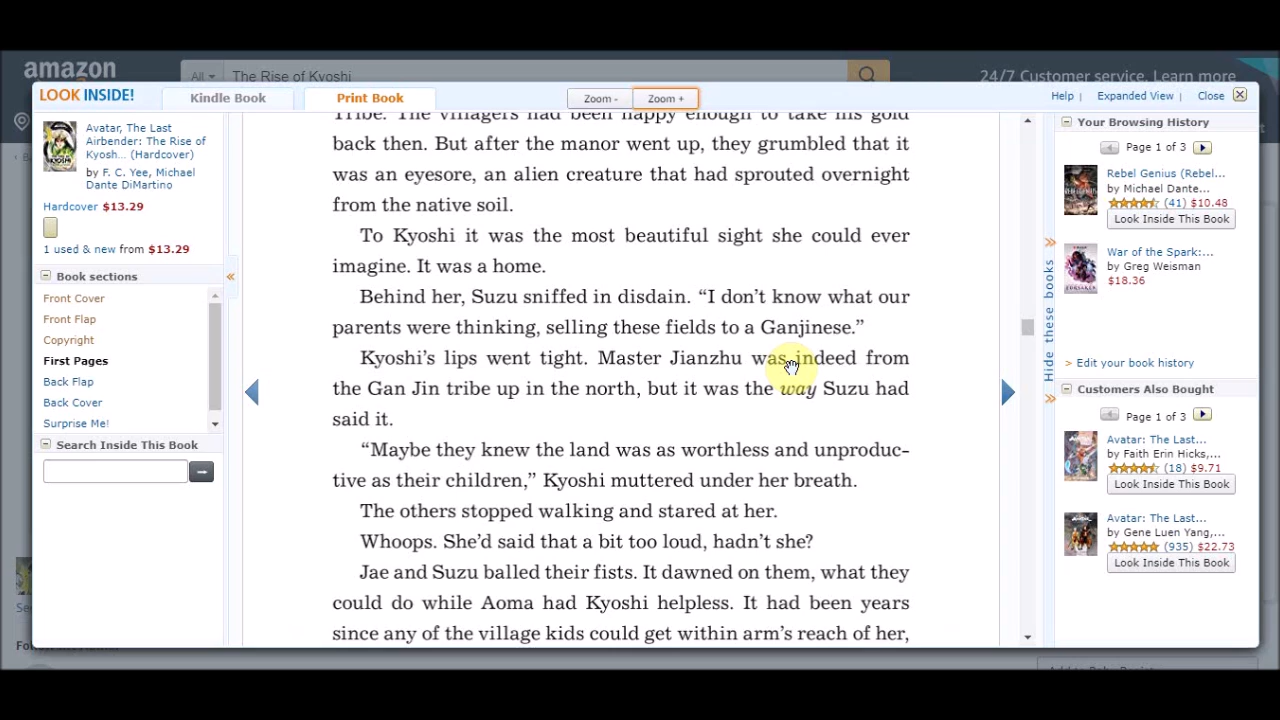 amazon
All
The Rise of Kyoshi
24/7 Customer service. Learn more
LOOK INSIDE!
Kindle Book
Print Book
Zoom -
Zoom +
Help |
Expanded View |
Close
Avatar, The Last
Airbender: The Rise of
Kyosh... (Hardcover)
by F. C. Yee, Michael
Dante DiMartino
Hardcover $13.29
1 used & new from $13.29
Book sections
Front Cover
Front Flap
Copyright
First Pages
Back Flap
Back Cover
Surprise Me!
Search Inside This Book
Tribe. The villagers had been happy enough to take his gold
back then. But after the manor went up, they grumbled that it
was an eyesore, an alien creature that had sprouted overnight
from the native soil.
To Kyoshi it was the most beautiful sight she could ever
imagine. It was a home.
Behind her, Suzu sniffed in disdain. “I don’t know what our
parents were thinking, selling these fields to a Ganjinese.”
Kyoshi’s lips went tight. Master Jianzhu was indeed from
the Gan Jin tribe up in the north, but it was the way Suzu had
said it.
“Maybe they knew the land was as worthless and unproduc-
tive as their children,” Kyoshi muttered under her breath.
The others stopped walking and stared at her.
Whoops. She’d said that a bit too loud, hadn’t she?
Jae and Suzu balled their fists. It dawned on them, what they
could do while Aoma had Kyoshi helpless. It had been years
since any of the village kids could get within arm’s reach of her,
Hide these books
Your Browsing History
Page 1 of 3
Rebel Genius (Rebel...
by Michael Dante...
(41) $10.48
Look Inside This Book
War of the Spark:...
by Greg Weisman
$18.36
> Edit your book history
Customers Also Bought
Page 1 of 3
Avatar: The Last...
by Faith Erin Hicks,...
(18) $9.71
Look Inside This Book
Avatar: The Last...
by Gene Luen Yang,...
(935) $22.73
Look Inside This Book